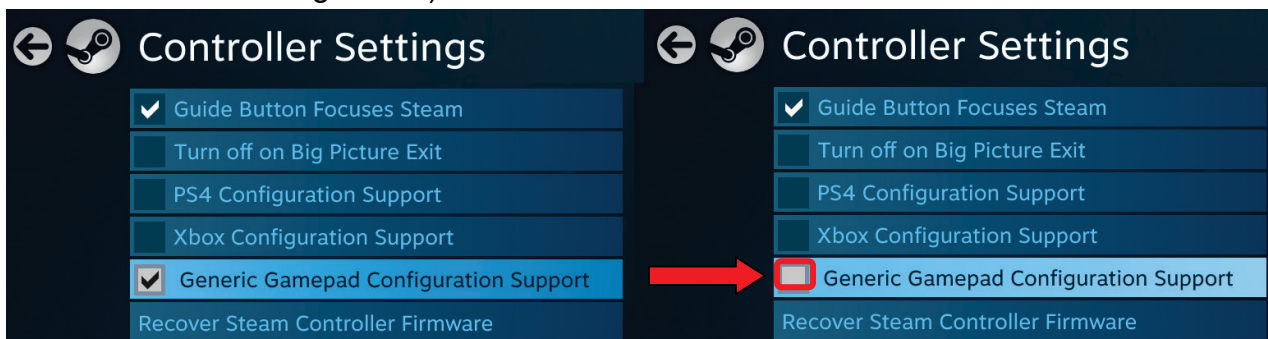 Controller Settings
Guide Button Focuses Steam
Turn off on Big Picture Exit
PS4 Configuration Support
Xbox Configuration Support
Generic Gamepad Configuration Support
Recover Steam Controller Firmware
Controller Settings
Guide Button Focuses Steam
Turn off on Big Picture Exit
PS4 Configuration Support
Xbox Configuration Support
Generic Gamepad Configuration Support
Recover Steam Controller Firmware